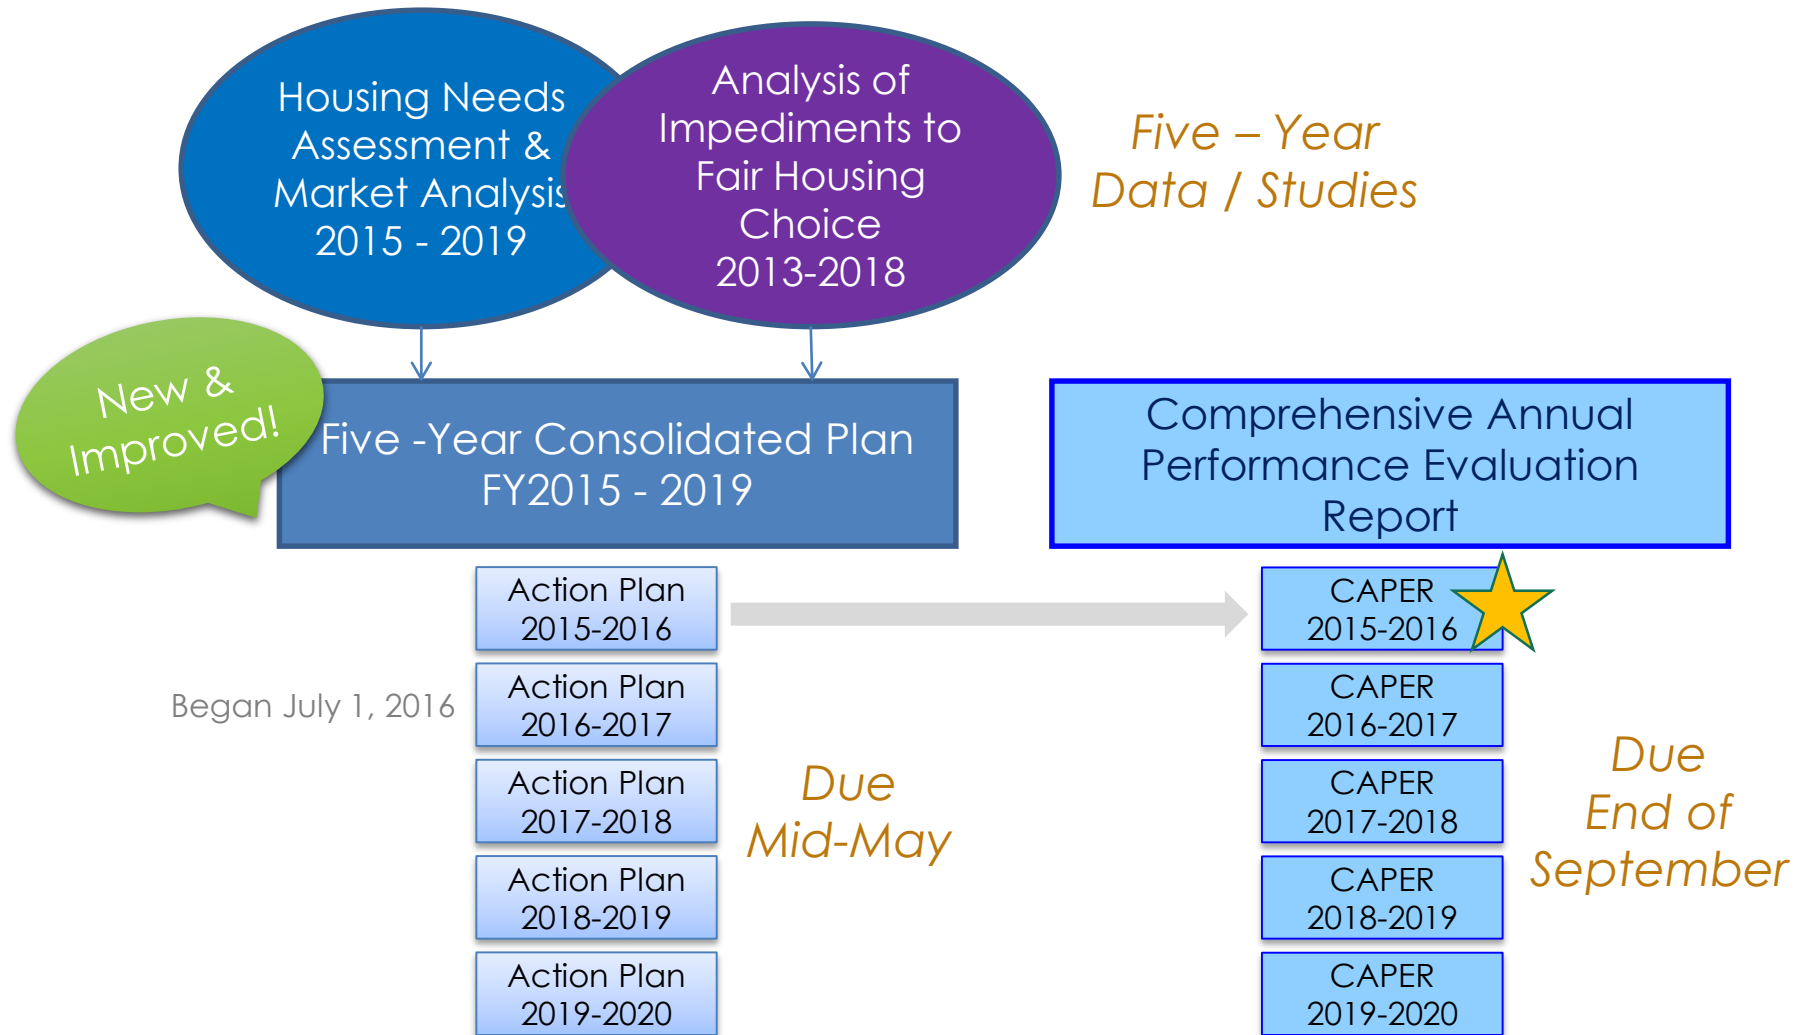 Housing Needs
Assessment &
Market Analysis
2015 - 2019
Analysis of
Impediments to
Fair Housing
Choice
2013-2018
Five – Year
Data / Studies
New &
Improved!
Five -Year Consolidated Plan
FY2015 - 2019
Comprehensive Annual
Performance Evaluation
Report
Action Plan
2015-2016
CAPER
2015-2016
Began July 1, 2016
Action Plan
2016-2017
CAPER
2016-2017
Action Plan
2017-2018
Due
Mid-May
CAPER
2017-2018
Due
End of
September
Action Plan
2018-2019
CAPER
2018-2019
Action Plan
2019-2020
CAPER
2019-2020